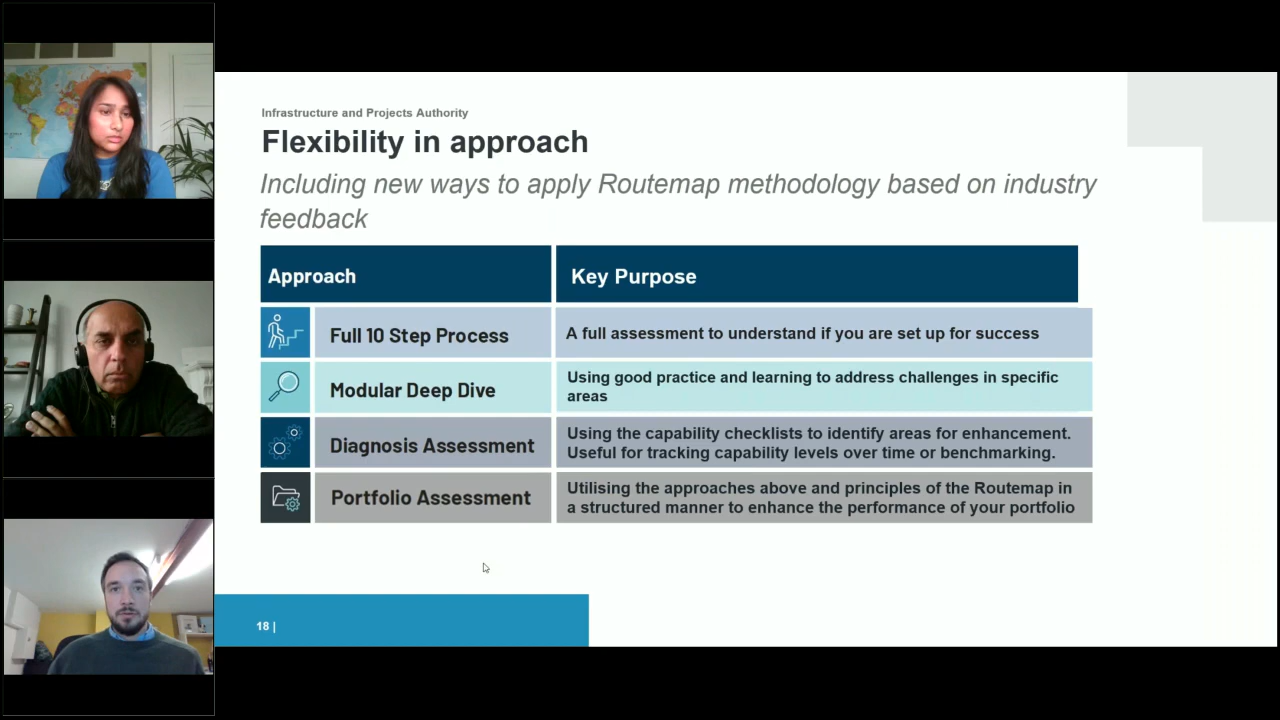 Infrastructure and Projects Authority
Flexibility in approach
Including new ways to apply Routemap methodology based on industry
feedback
Approach
Key Purpose
Full 10 Step Process
A full assessment to understand if you are set up for success
Modular Deep Dive
Using good practice and learning to address challenges in specific
areas
Diagnosis Assessment
Using the capability checklists to identify areas for enhancement.
Useful for tracking capability levels over time or benchmarking.
Portfolio Assessment
Utilising the approaches above and principles of the Routemap in
a structured manner to enhance the performance of your portfolio
18 |